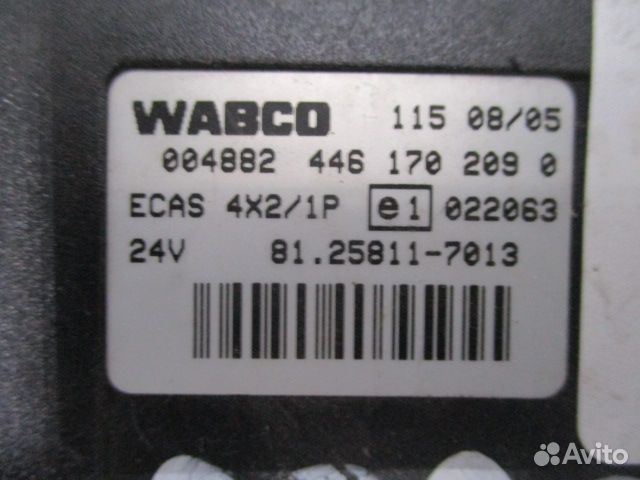 WABCO 115 08/05
004882 446 170 209 0
ECAS 4X2/1P e1 022063
24V 81.25811-7013
Avito